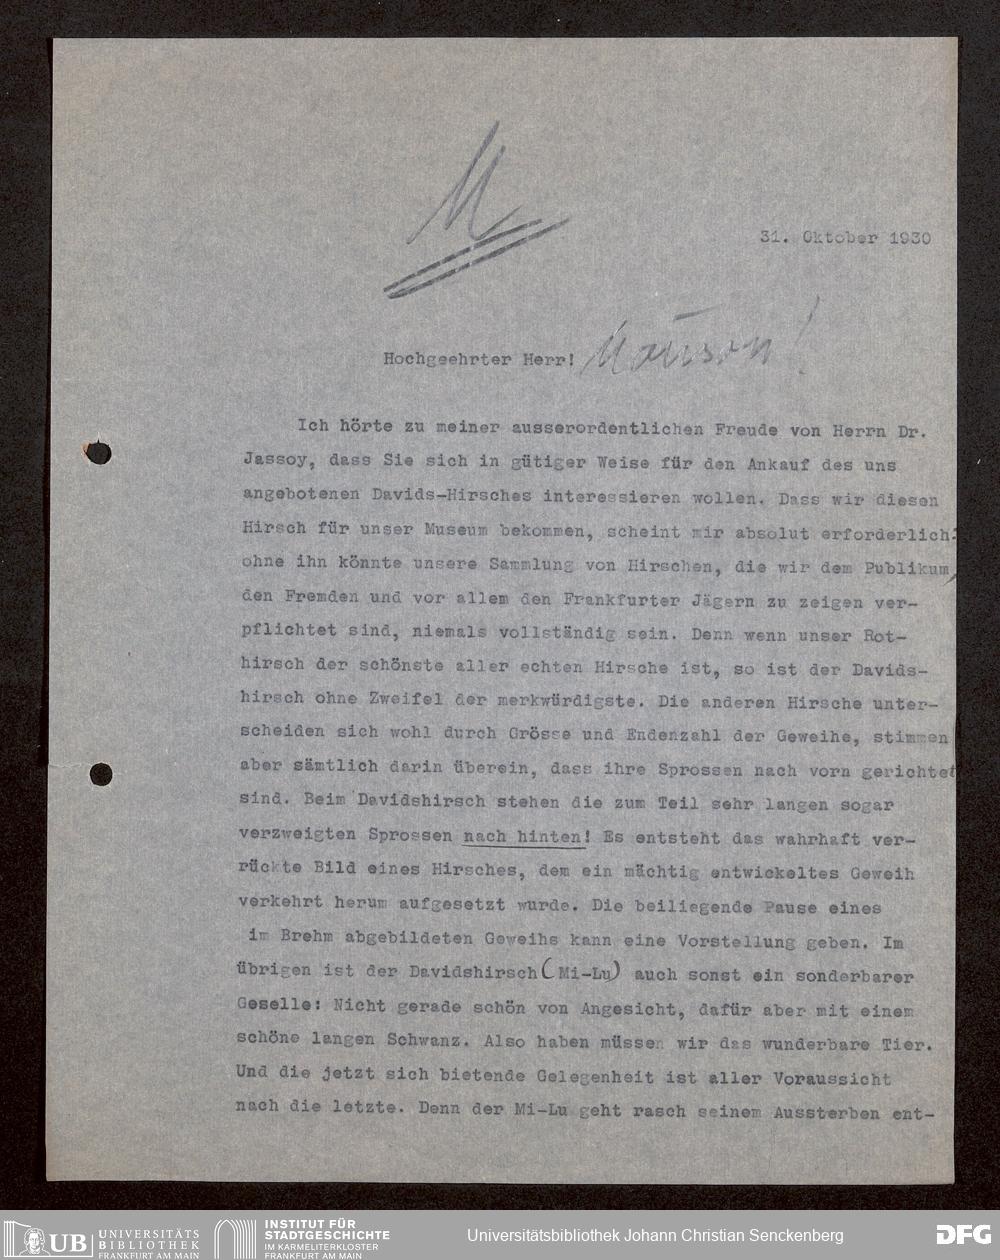 M
31. Oktober 1930
Hochgeehrter Herr! Mouson!
Ich hörte zu meiner ausserordentlichen Freude von Herrn Dr.
Jassoy, dass Sie sich in gütiger Weise für den Ankauf des uns
angebotenen Davids-Hirsches interessieren wollen. Dass wir diesen
Hirsch für unser Museum bekommen, scheint mir absolut erforderlich:
ohne ihn könnte unsere Sammlung von Hirschen, die wir dem Publikum,
den Fremden und vor allem den Frankfurter Jägern zu zeigen ver-
pflichtet sind, niemals vollständig sein. Denn wenn unser Rot-
hirsch der schönste aller echten Hirsche ist, so ist der Davids-
hirsch ohne Zweifel der merkwürdigste. Die anderen Hirsche unter-
scheiden sich wohl durch Grösse und Endenzahl der Geweihe, stimmen
aber sämtlich darin überein, dass ihre Sprossen nach vorn gerichtet
sind. Beim Davidshirsch stehen die zum Teil sehr langen sogar
verzweigten Sprossen nach hinten! Es entsteht das wahrhaft ver-
rückte Bild eines Hirsches, dem ein mächtig entwickeltes Geweih
verkehrt herum aufgesetzt wurde. Die beiliegende Pause eines
im Brehm abgebildeten Geweihs kann eine Vorstellung geben. Im
übrigen ist der Davidshirsch (Mi-Lu) auch sonst ein sonderbarer
Geselle: Nicht gerade schön von Angesicht, dafür aber mit einem
schöne langen Schwanz. Also haben müssen wir das wunderbare Tier.
Und die jetzt sich bietende Gelegenheit ist aller Voraussicht
nach die letzte. Denn der Mi-Lu geht rasch seinem Aussterben ent-
UB UNIVERSITÄTS
BIBLIOTHEK
FRANKFURT AM MAIN
INSTITUT FÜR
STADTGESCHICHTE
IM KARMELITERKLOSTER
FRANKFURT AM MAIN
Universitätsbibliothek Johann Christian Senckenberg
DFG